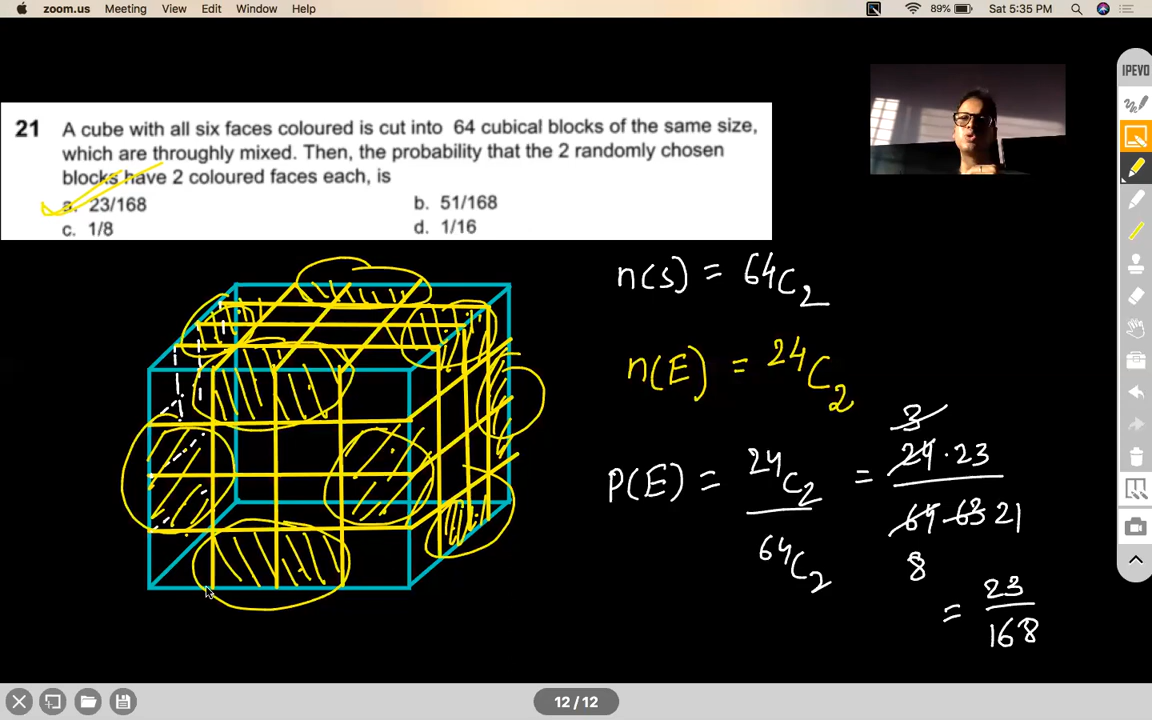 zoom.us Meeting View Edit Window Help
89% Sat 5:35 PM
IPEVO
21 A cube with all six faces coloured is cut into 64 cubical blocks of the same size,
which are throughly mixed. Then, the probability that the 2 randomly chosen
blocks have 2 coloured faces each, is
a. 23/168 b. 51/168
c. 1/8 d. 1/16
n(s) = 64C2
n(E) = 24C2
P(E) = 24C2 / 64C2 = 24·23 / 64·63
3
21
8
= 23/168
12 / 12